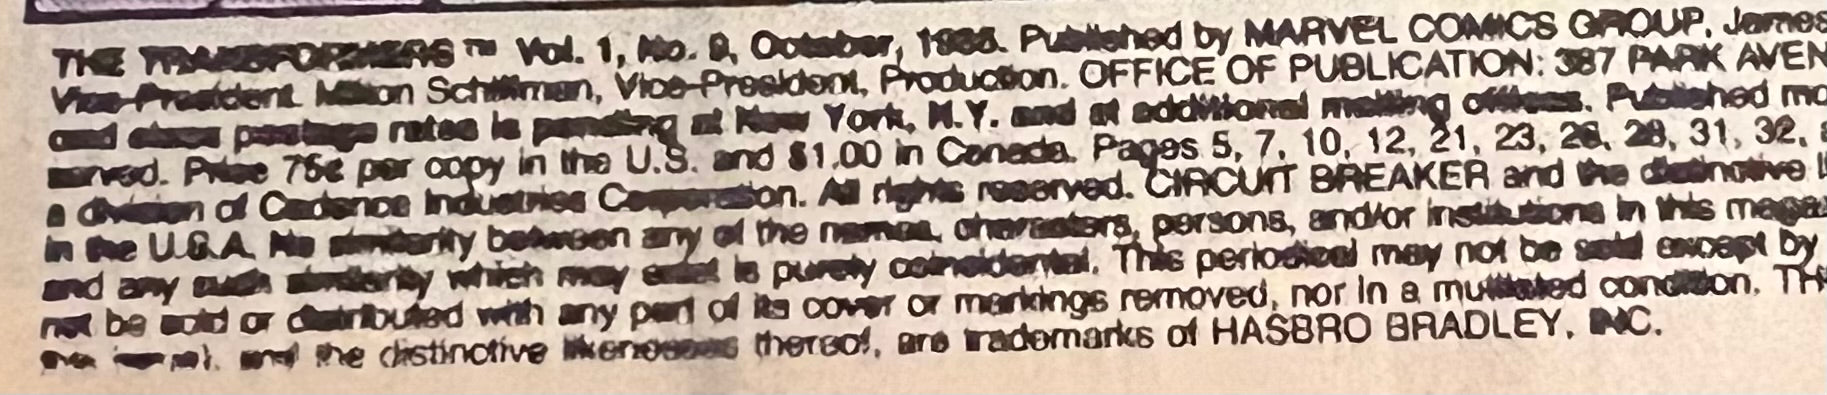 THE TRANSFORMERS™ Vol. 1, No. 9, October, 1985. Published by MARVEL COMICS GROUP, James
Vice-President. Milton Schiffman, Vice-President, Production. OFFICE OF PUBLICATION: 387 PARK AVEN
and postage rates is pending at New York, N.Y. and at additional mailing offices. Published mo
served. Price 75¢ per copy in the U.S. and $1.00 in Canada. Pages 5, 7, 10, 12, 21, 23, 26, 28, 31, 32,
a division of Cadence Industries Corporation. All rights reserved. CIRCUIT BREAKER and the distinctive li
in the U.S.A. No similarity between any of the names, characters, persons, and/or institutions in this maga
and any such similarity which may exist is purely coincidental. This periodical may not be sold except by
not be sold or distributed with any part of its cover or markings removed, nor in a mutilated condition. TH
and the distinctive likenesses thereof, are trademarks of HASBRO BRADLEY, INC.